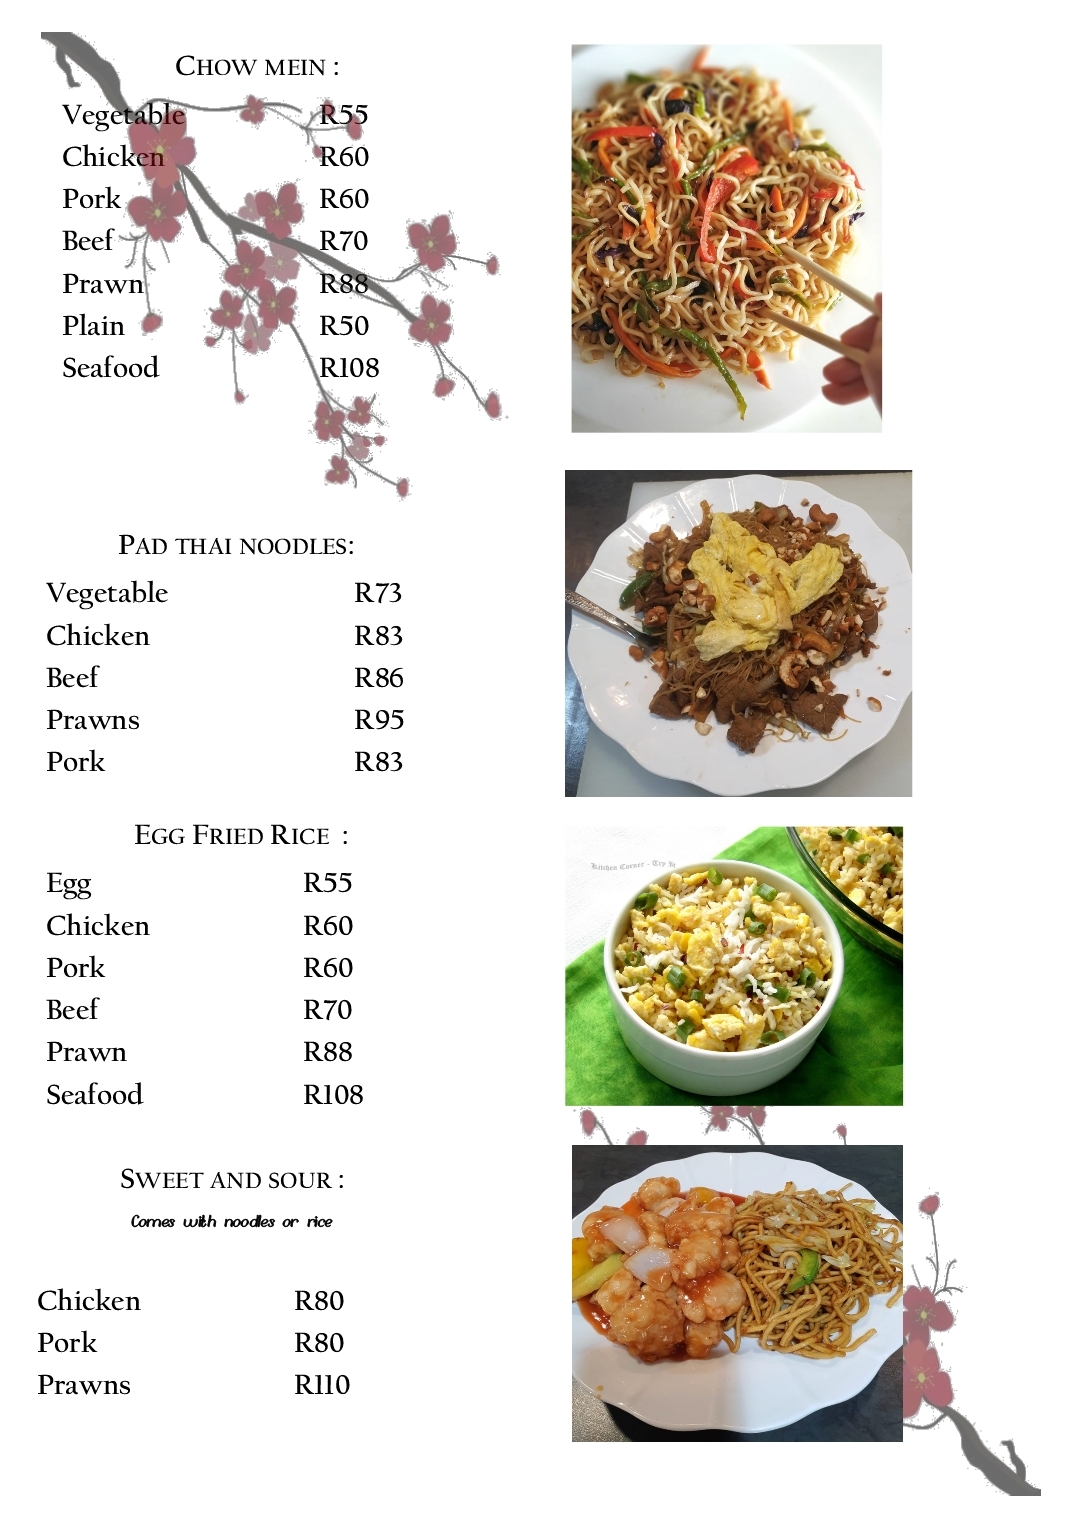 Chow mein :
Vegetable R55
Chicken R60
Pork R60
Beef R70
Prawn R88
Plain R50
Seafood R108
Pad thai noodles:
Vegetable R73
Chicken R83
Beef R86
Prawns R95
Pork R83
Egg Fried Rice :
Kitchen Corner - Try It
Egg R55
Chicken R60
Pork R60
Beef R70
Prawn R88
Seafood R108
Sweet and sour :
Comes with noodles or rice
Chicken R80
Pork R80
Prawns R110